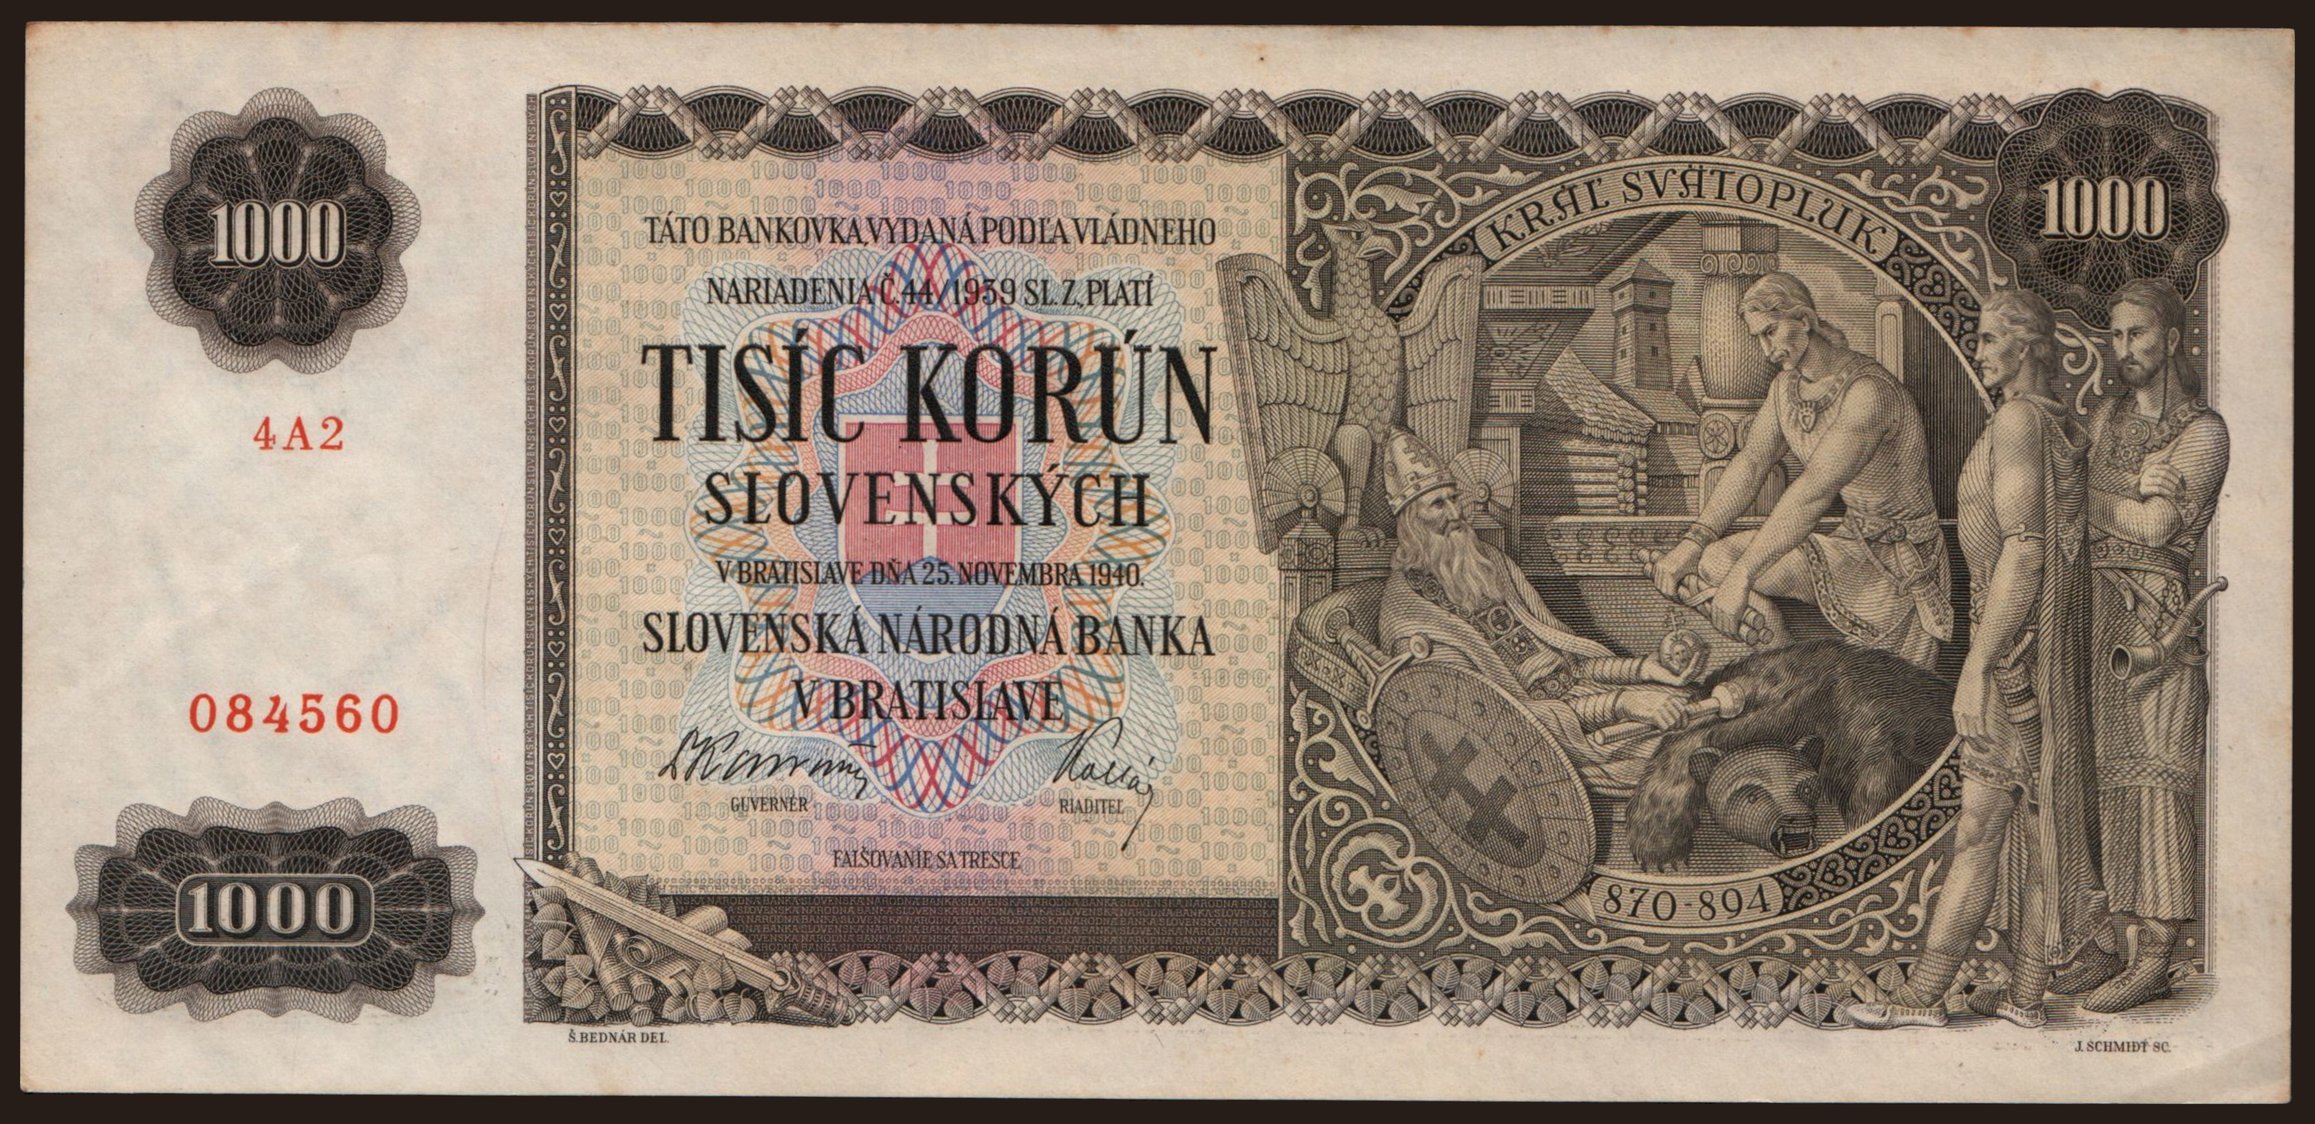 1000
4A2
084560
1000
TÁTO BANKOVKA, VYDANÁ PODĽA VLÁDNEHO
NARIADENIA Č. 44/1939 SL. Z., PLATÍ
TISÍC KORÚN
SLOVENSKÝCH
V BRATISLAVE DŇA 25. NOVEMBRA 1940.
SLOVENSKÁ NÁRODNÁ BANKA
V BRATISLAVE
GUVERNÉR
RIADITEĽ
FALŠOVANIE SA TRESCE
KRÁĽ SVÄTOPLUK
1000
870-894
Š. BEDNÁR DEL.
J. SCHMIDT SC.